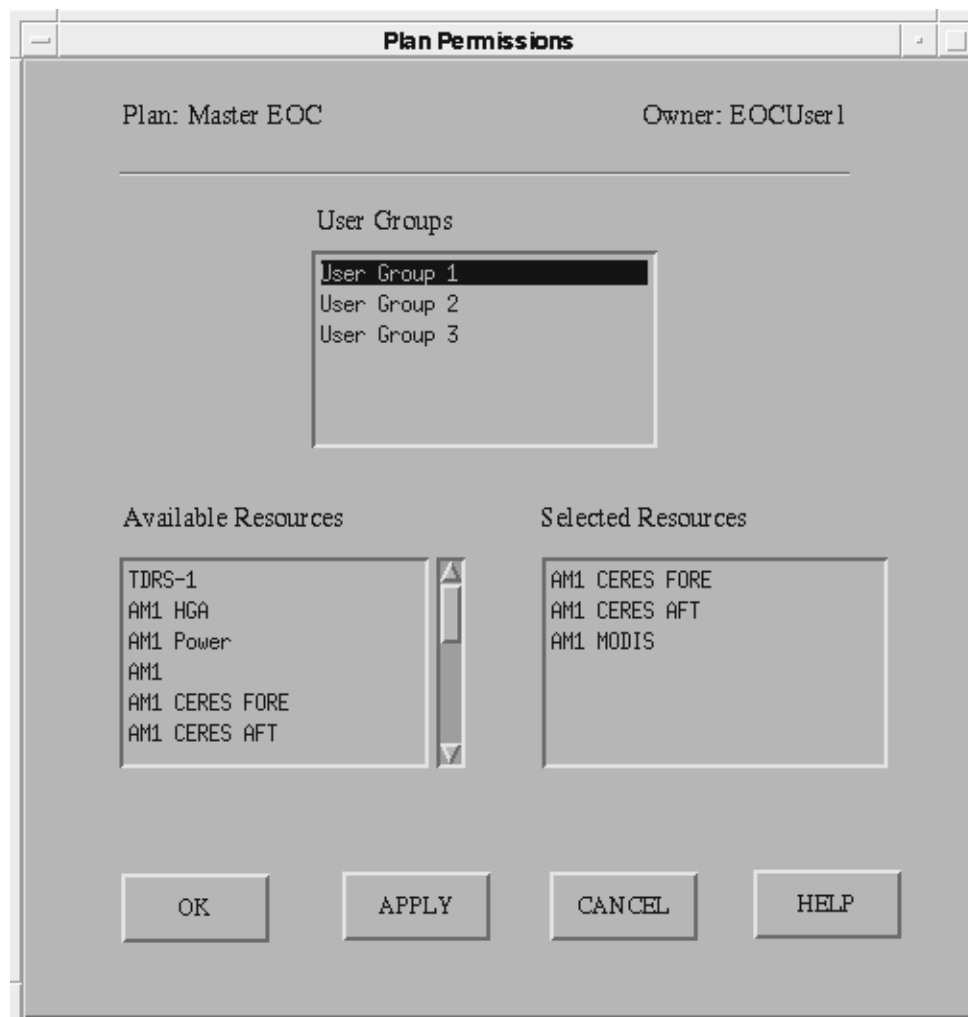 Plan Permissions
Plan: Master EOC
Owner: EOCUser1
User Groups
User Group 1
User Group 2
User Group 3
Available Resources
TDRS-1
AM1 HGA
AM1 Power
AM1
AM1 CERES FORE
AM1 CERES AFT
Selected Resources
AM1 CERES FORE
AM1 CERES AFT
AM1 MODIS
OK
APPLY
CANCEL
HELP